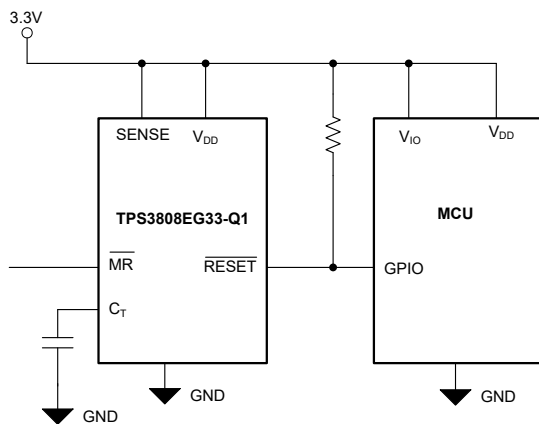 3.3V
SENSE
V_DD
V_IO
V_DD
TPS3808EG33-Q1
MCU
MR̅
RESET̅
GPIO
C_T
GND
GND
GND